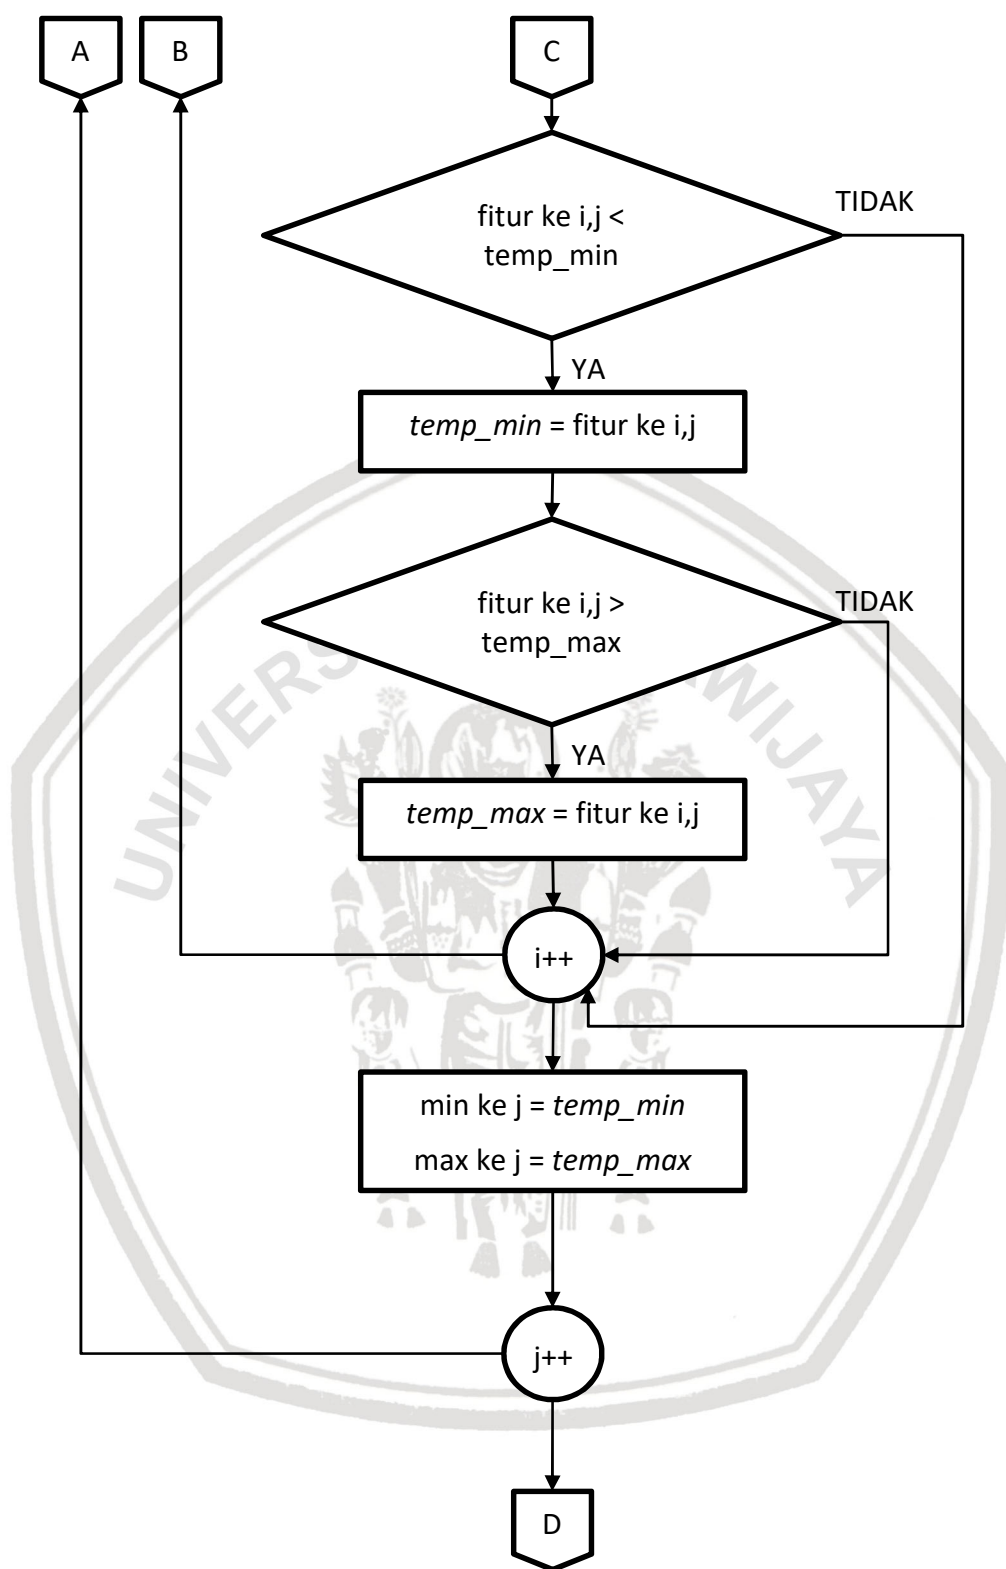 A
B
C
fitur ke i,j <
temp_min
TIDAK
YA
temp_min = fitur ke i,j
fitur ke i,j >
temp_max
TIDAK
YA
temp_max = fitur ke i,j
i++
min ke j = temp_min
max ke j = temp_max
j++
D